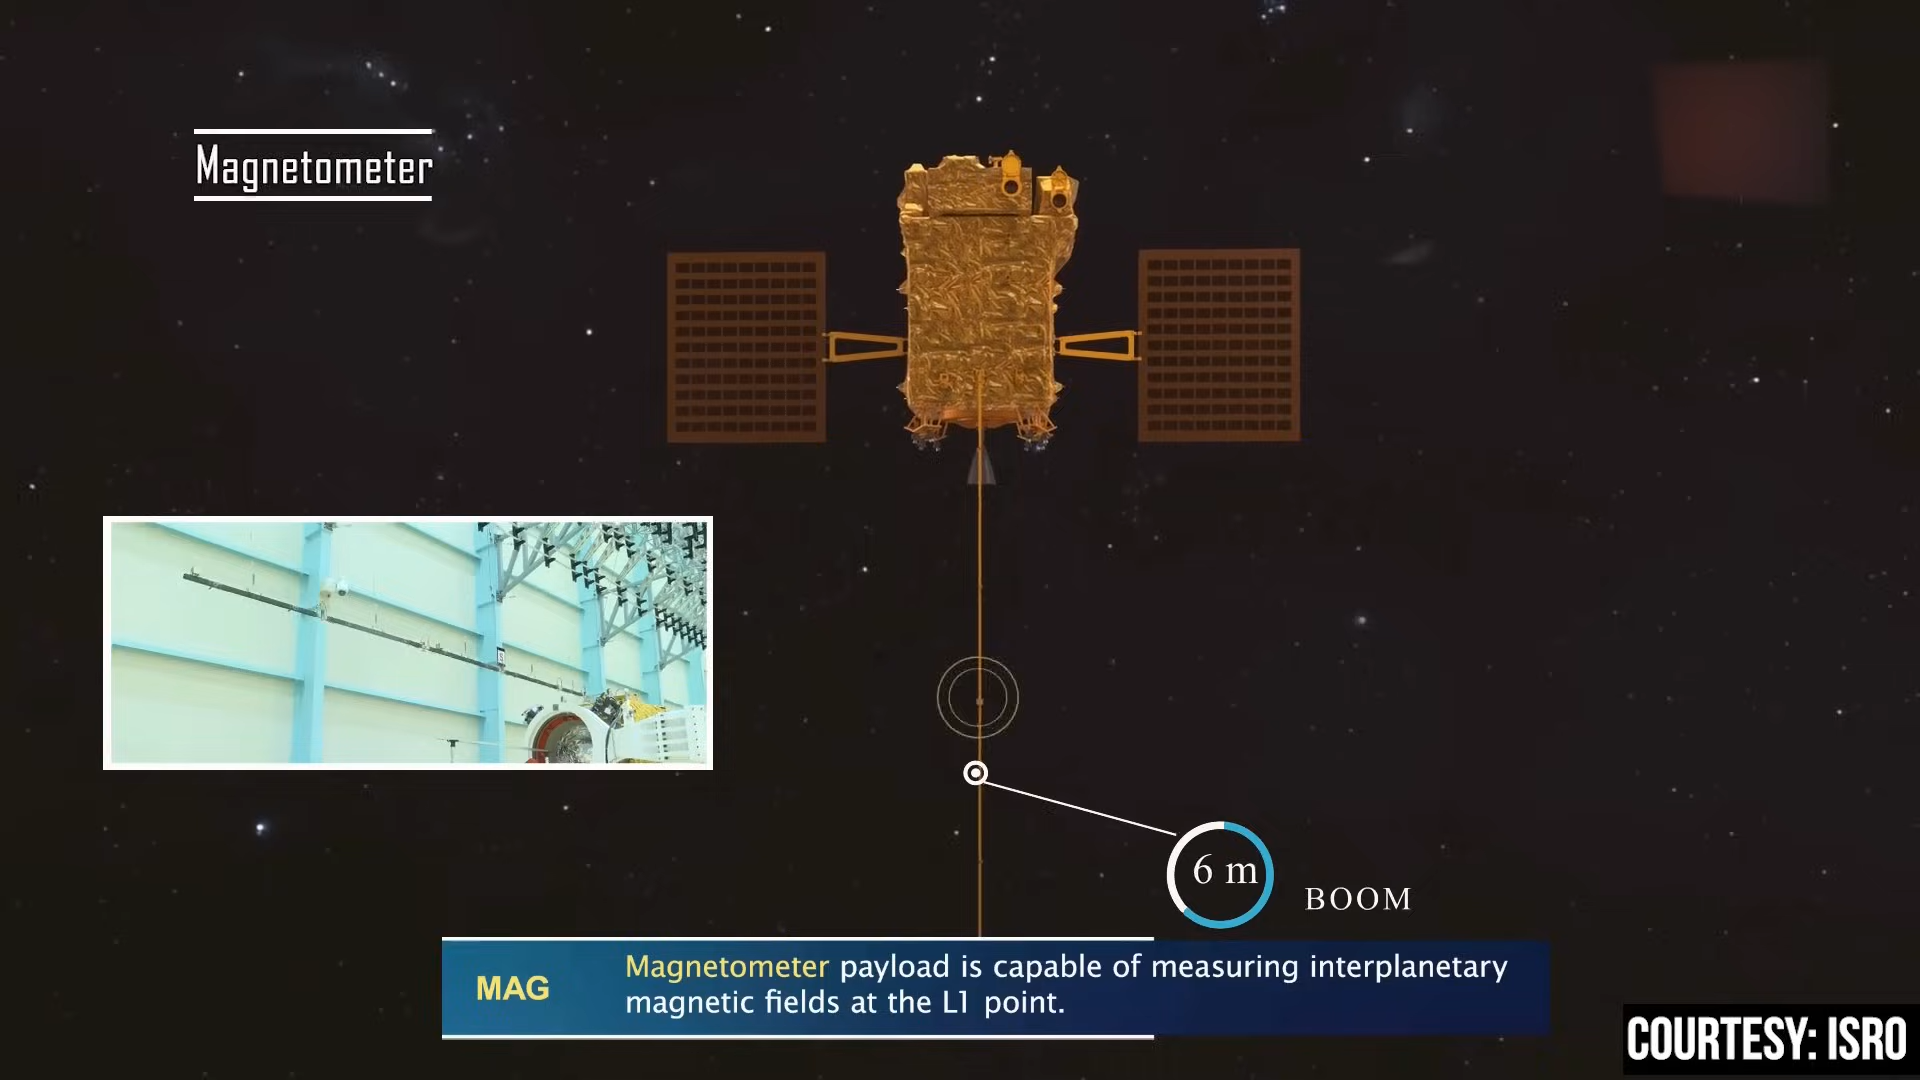 Magnetometer
6 m
BOOM
MAG
Magnetometer payload is capable of measuring interplanetary
magnetic fields at the L1 point.
COURTESY: ISRO